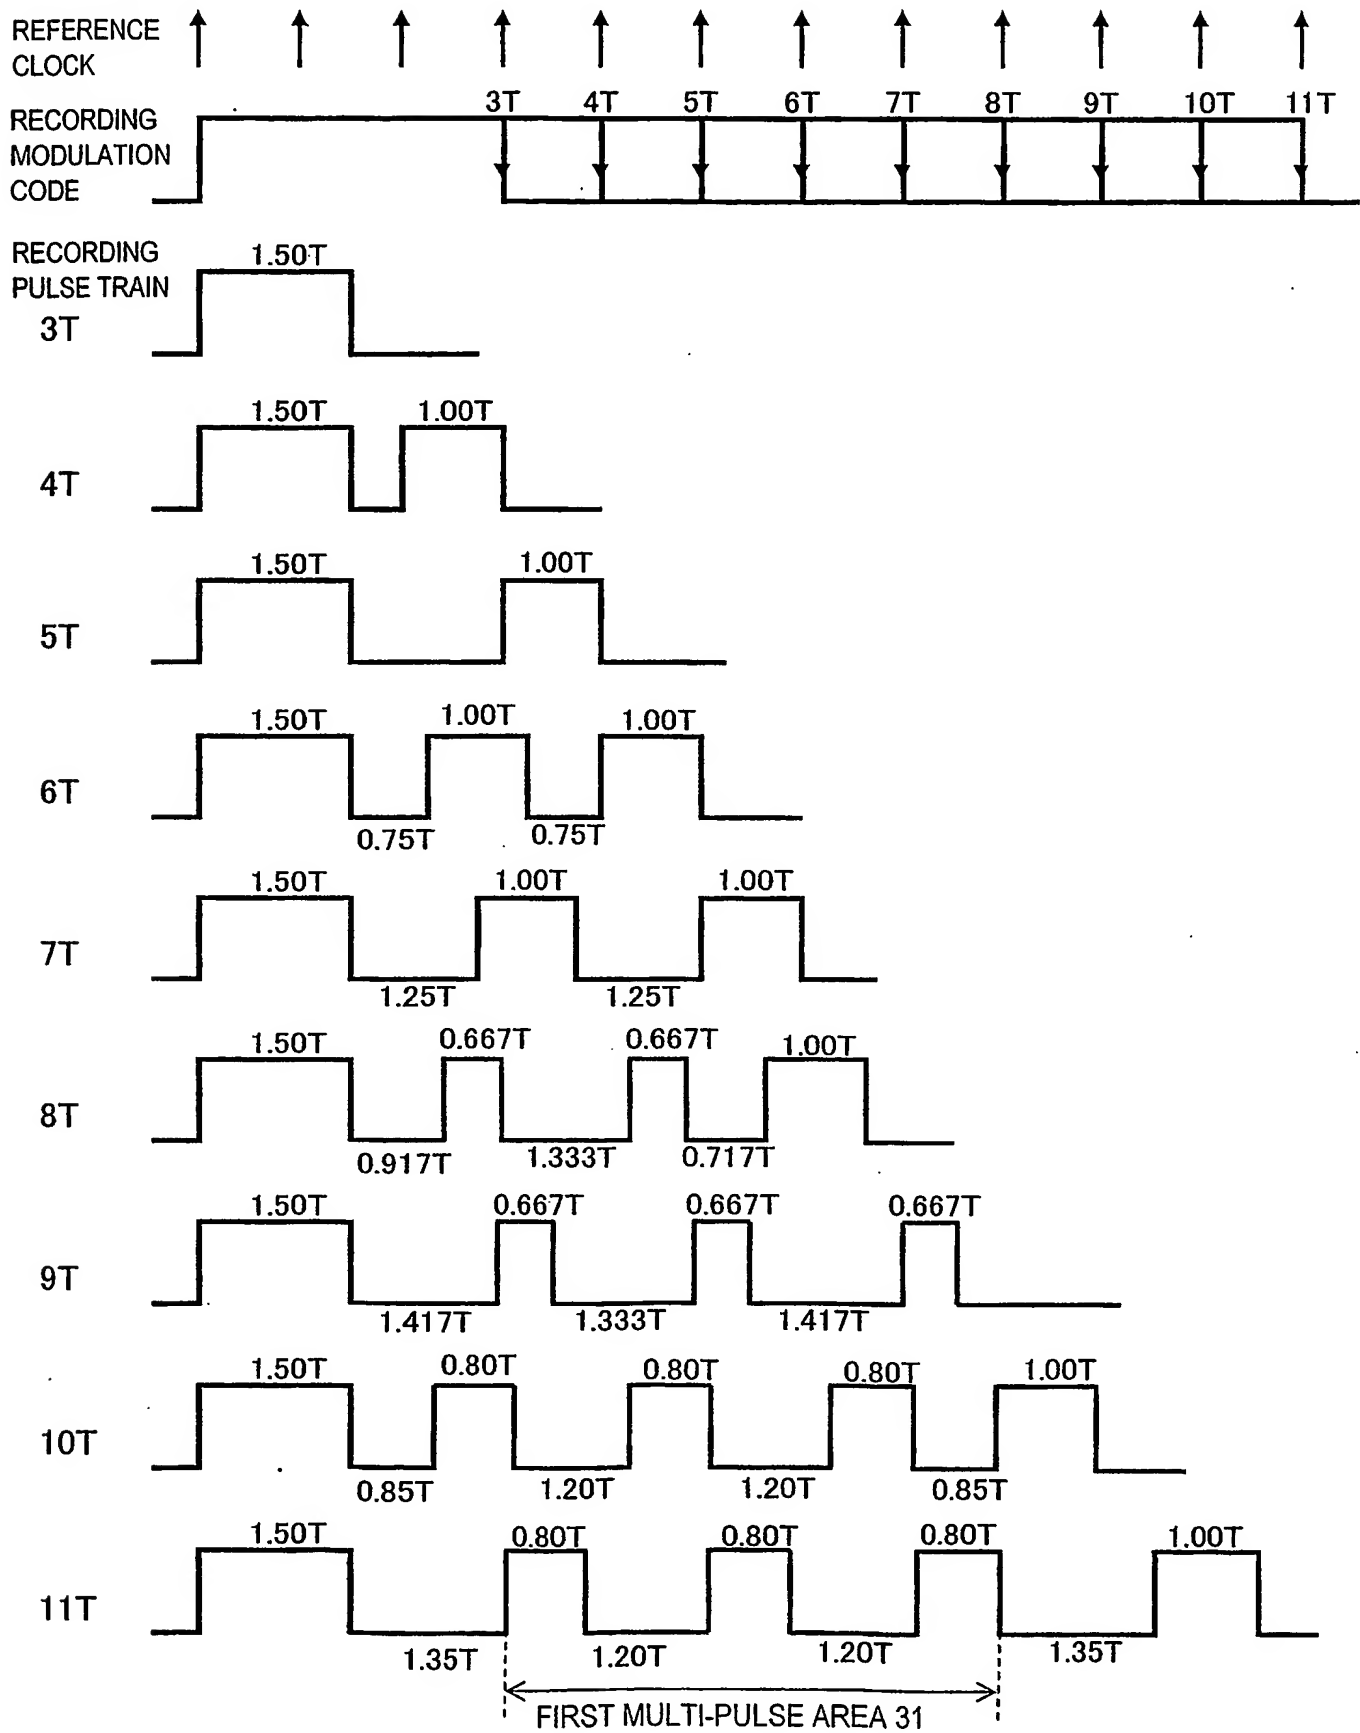 REFERENCE
CLOCK
3T 4T 5T 6T 7T 8T 9T 10T 11T
RECORDING
MODULATION
CODE
RECORDING
PULSE TRAIN
1.50T
3T
1.50T 1.00T
4T
1.50T 1.00T
5T
1.50T 1.00T 1.00T
6T
0.75T 0.75T
1.50T 1.00T 1.00T
7T
1.25T 1.25T
1.50T 0.667T 0.667T 1.00T
8T
0.917T 1.333T 0.717T
1.50T 0.667T 0.667T 0.667T
9T
1.417T 1.333T 1.417T
1.50T 0.80T 0.80T 0.80T 1.00T
10T
0.85T 1.20T 1.20T 0.85T
1.50T 0.80T 0.80T 0.80T 1.00T
11T
1.35T 1.20T 1.20T 1.35T
FIRST MULTI-PULSE AREA 31